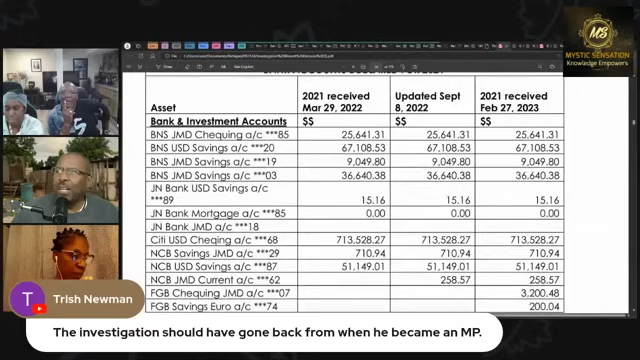 MS
MYSTIC SENSATION
Knowledge Empowers
2021 received Updated Sept 2021 received
Asset Mar 29, 2022 8, 2022 Feb 27, 2023
Bank & Investment Accounts $$ $$ $$
BNS JMD Chequing a/c ***85 25,641.31 25,641.31 25,641.31
BNS USD Savings a/c ***20 67,108.53 67,108.53 67,108.53
BNS JMD Savings a/c ***19 9,049.80 9,049.80 9,049.80
BNS JMD Savings a/c ***03 36,640.38 36,640.38 36,640.38
JN Bank USD Savings a/c
***89 15.16 15.16 15.16
JN Bank Mortgage a/c ***85 0.00 0.00 0.00
JN Bank JMD a/c ***18
Citi USD Cheqing a/c ***68 713,528.27 713,528.27 713,528.27
NCB Savings JMD a/c ***29 710.94 710.94 710.94
NCB USD Savings a/c ***87 51,149.01 51,149.01 51,149.01
NCB JMD Current a/c ***62 258.57 258.57
FGB Chequing JMD a/c ***07 3,200.48
FGB Savings Euro a/c ***74 200.04
T
Trish Newman
The investigation should have gone back from when he became an MP.